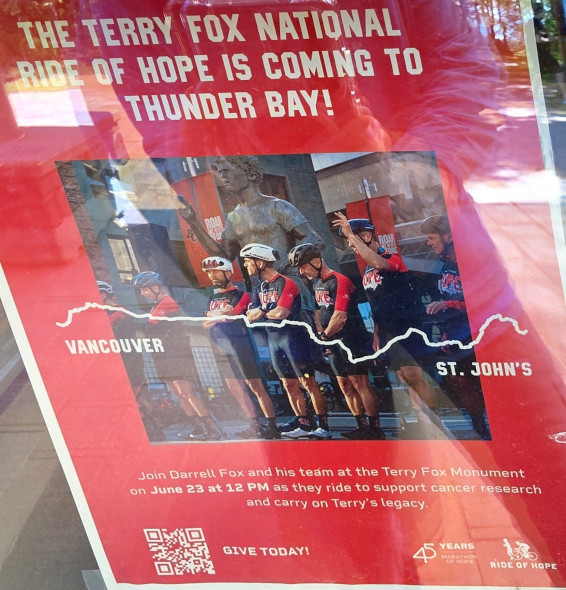 THE TERRY FOX NATIONAL
RIDE OF HOPE IS COMING TO
THUNDER BAY!
VANCOUVER
ST. JOHN'S
Join Darrell Fox and his team at the Terry Fox Monument
on June 23 at 12 PM as they ride to support cancer research
and carry on Terry's legacy.
GIVE TODAY!
45 YEARS
MARATHON
OF HOPE
RIDE OF HOPE